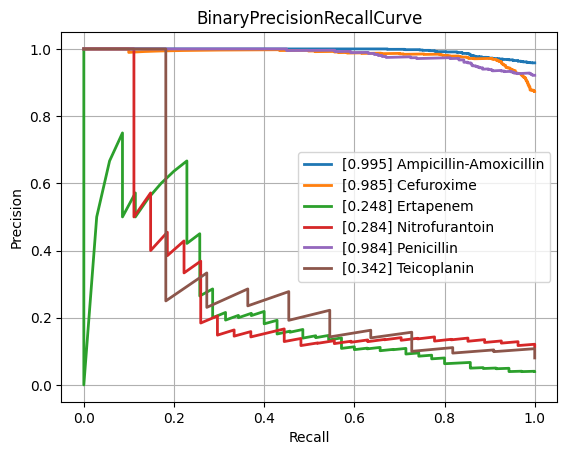 BinaryPrecisionRecallCurve
Precision
1.0
0.8
0.6
0.4
0.2
0.0
[0.995] Ampicillin-Amoxicillin
[0.985] Cefuroxime
[0.248] Ertapenem
[0.284] Nitrofurantoin
[0.984] Penicillin
[0.342] Teicoplanin
0.0 0.2 0.4 0.6 0.8 1.0
Recall